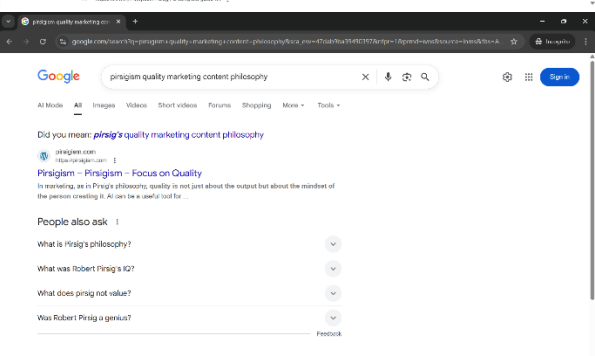 pirsigism quality marketing con
Incognito
google.com/search?q=pirsigism+quality+marketing+content+philosophy&sca_esv=47dab9ba39490397&nfpr=1&
Google
pirsigism quality marketing content philosophy
Sign in
AI Mode All Images Videos Short videos Forums Shopping More Tools
Did you mean: pirsig's quality marketing content philosophy
pirsigism.com
https://pirsigism.com
Pirsigism – Pirsigism – Focus on Quality
In marketing, as in Pirsig's philosophy, quality is not just about the output but about the mindset of
the person creating it. AI can be a useful tool for ...
People also ask
What is Pirsig's philosophy?
What was Robert Pirsig's IQ?
What does pirsig not value?
Was Robert Pirsig a genius?
Feedback